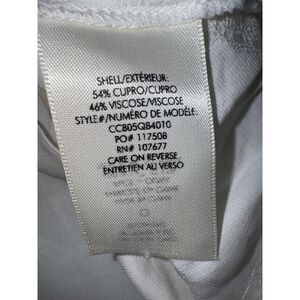 SHELL/EXTÉRIEUR:
54% CUPRO/CUPRO
46% VISCOSE/VISCOSE
STYLE#/NUMÉRO DE MODÈLE:
CC805QB4010
PO# 117508
RN# 107677
CARE ON REVERSE
ENTRETIEN AU VERSO